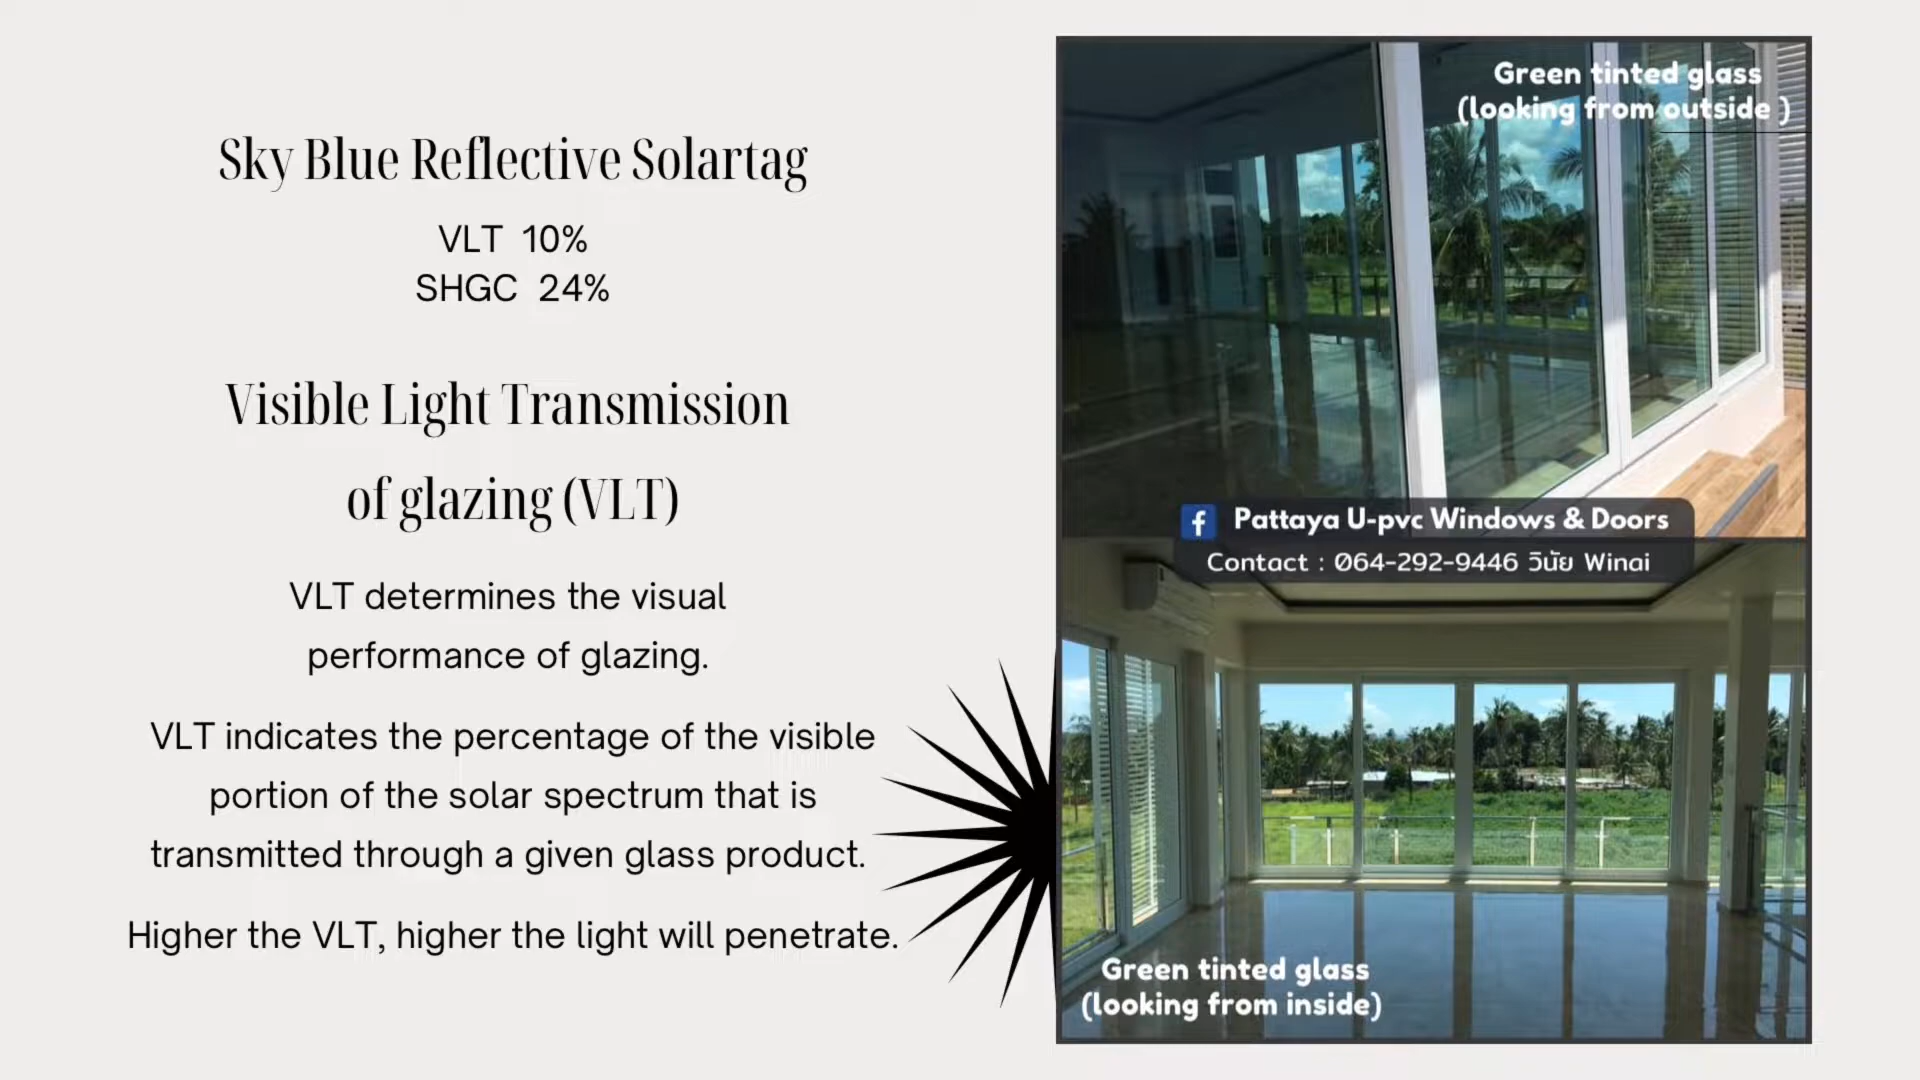 Sky Blue Reflective Solartag
VLT 10%
SHGC 24%
Visible Light Transmission
of glazing (VLT)
VLT determines the visual
performance of glazing.
VLT indicates the percentage of the visible
portion of the solar spectrum that is
transmitted through a given glass product.
Higher the VLT, higher the light will penetrate.
Green tinted glass
(looking from outside )
f Pattaya U-pvc Windows & Doors
Contact : 064-292-9446 วินัย Winai
Green tinted glass
(looking from inside)